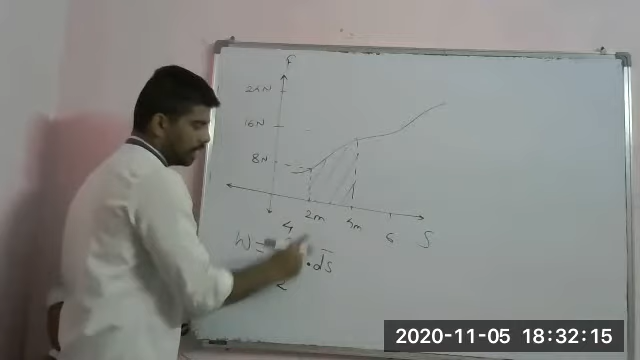 F
24N
16N
8N
2m 4m 6 S
4
W = • ds
2
2020-11-05 18:32:15